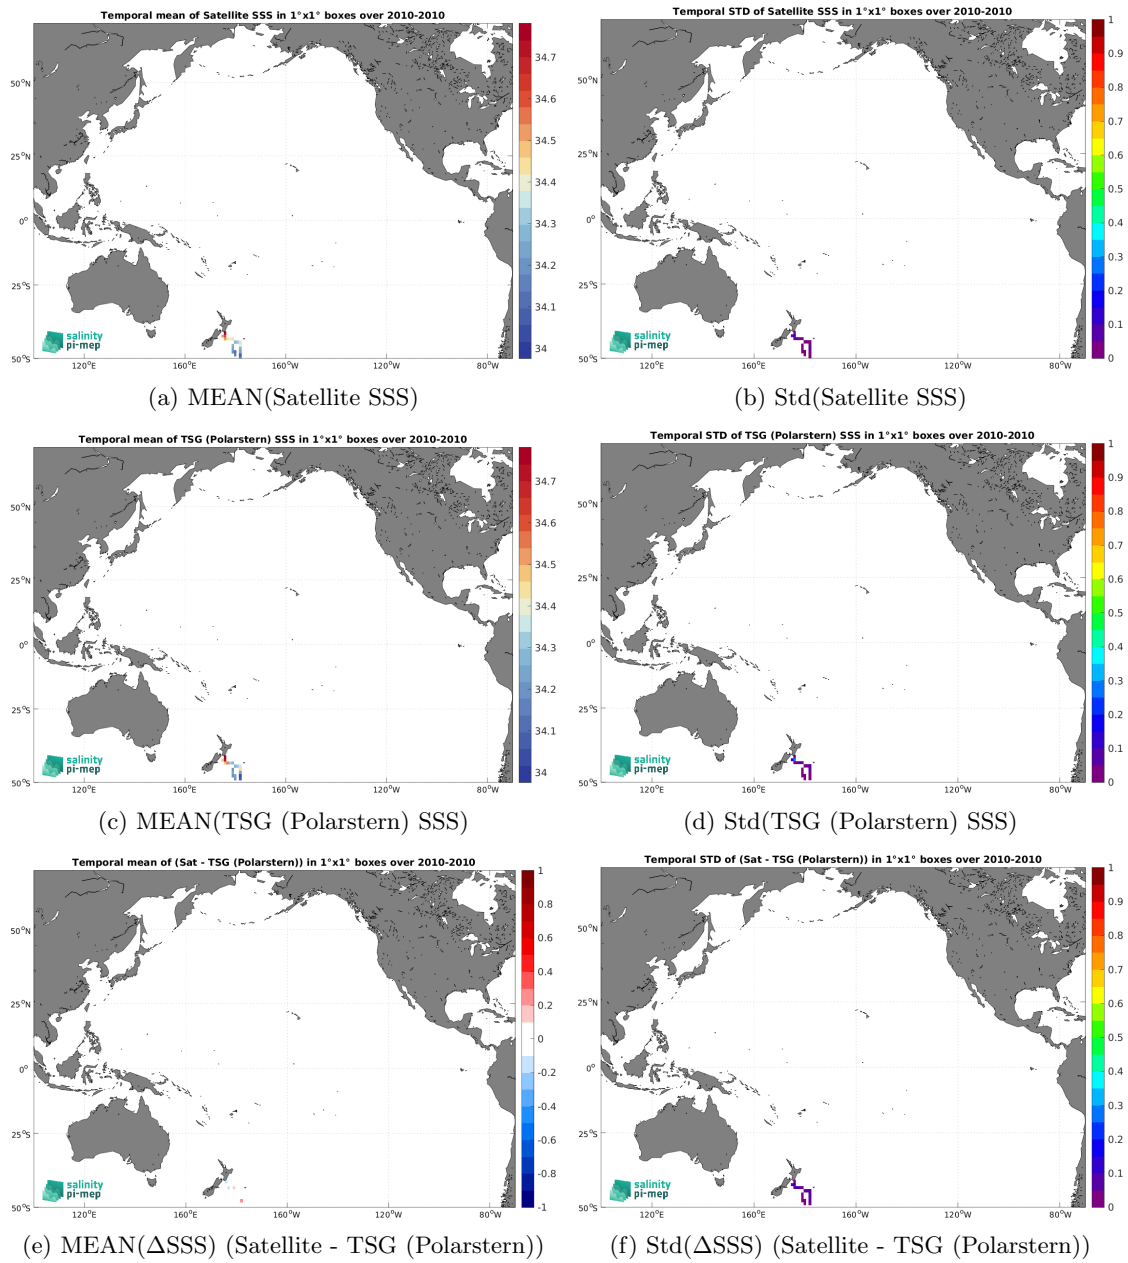 Temporal mean of Satellite SSS in 1°x1° boxes over 2010-2010
50°N
25°N
0°
25°S
50°S
120°E
160°E
160°W
120°W
80°W
34.7
34.6
34.5
34.4
34.3
34.2
34.1
34
salinity
pi-mep
(a) MEAN(Satellite SSS)
Temporal STD of Satellite SSS in 1°x1° boxes over 2010-2010
50°N
25°N
0°
25°S
50°S
120°E
160°E
160°W
120°W
80°W
1
0.9
0.8
0.7
0.6
0.5
0.4
0.3
0.2
0.1
0
salinity
pi-mep
(b) Std(Satellite SSS)
Temporal mean of TSG (Polarstern) SSS in 1°x1° boxes over 2010-2010
50°N
25°N
0°
25°S
50°S
120°E
160°E
160°W
120°W
80°W
34.7
34.6
34.5
34.4
34.3
34.2
34.1
34
salinity
pi-mep
(c) MEAN(TSG (Polarstern) SSS)
Temporal STD of TSG (Polarstern) SSS in 1°x1° boxes over 2010-2010
50°N
25°N
0°
25°S
50°S
120°E
160°E
160°W
120°W
80°W
1
0.9
0.8
0.7
0.6
0.5
0.4
0.3
0.2
0.1
0
salinity
pi-mep
(d) Std(TSG (Polarstern) SSS)
Temporal mean of (Sat - TSG (Polarstern)) in 1°x1° boxes over 2010-2010
50°N
25°N
0°
25°S
50°S
120°E
160°E
160°W
120°W
80°W
1
0.8
0.6
0.4
0.2
0
-0.2
-0.4
-0.6
-0.8
-1
salinity
pi-mep
(e) MEAN(ΔSSS) (Satellite - TSG (Polarstern))
Temporal STD of (Sat - TSG (Polarstern)) in 1°x1° boxes over 2010-2010
50°N
25°N
0°
25°S
50°S
120°E
160°E
160°W
120°W
80°W
1
0.9
0.8
0.7
0.6
0.5
0.4
0.3
0.2
0.1
0
salinity
pi-mep
(f) Std(ΔSSS) (Satellite - TSG (Polarstern))